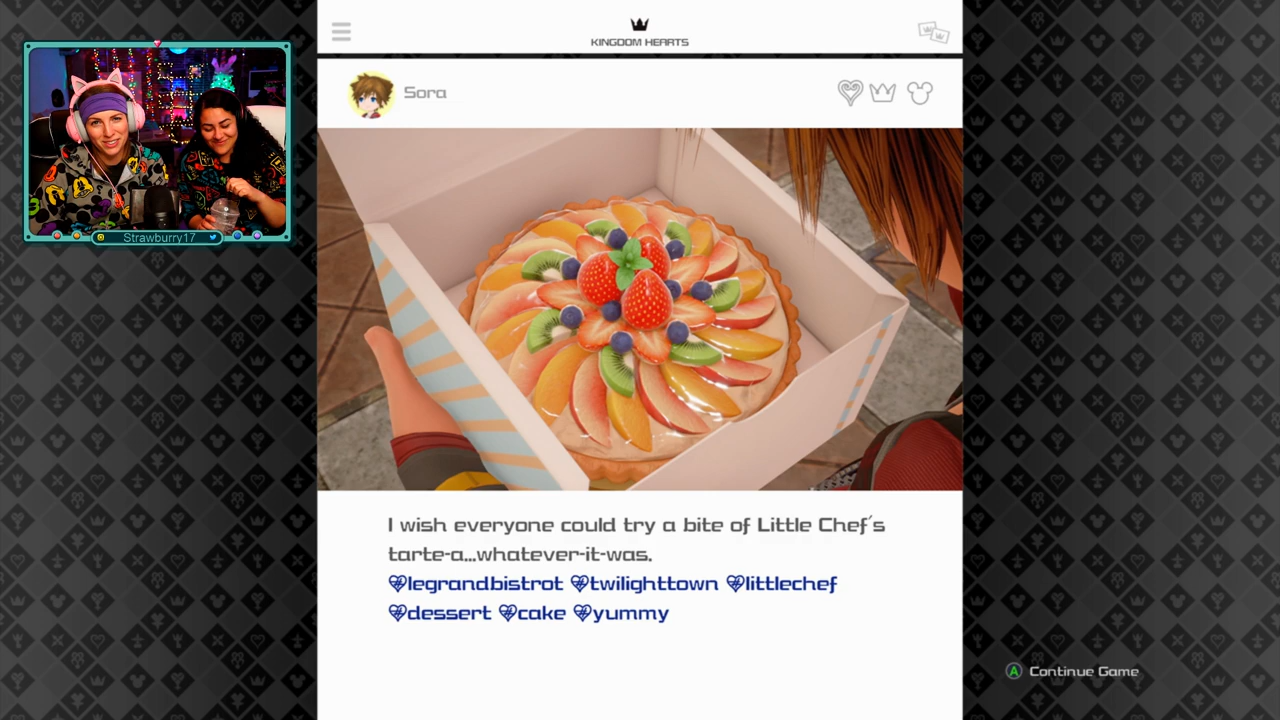 KINGDOM HEARTS
Sora
Strawburry17
I wish everyone could try a bite of Little Chef's
tarte-a...whatever-it-was.
#legrandbistrot #twilighttown #littlechef
#dessert #cake #yummy
A Continue Game